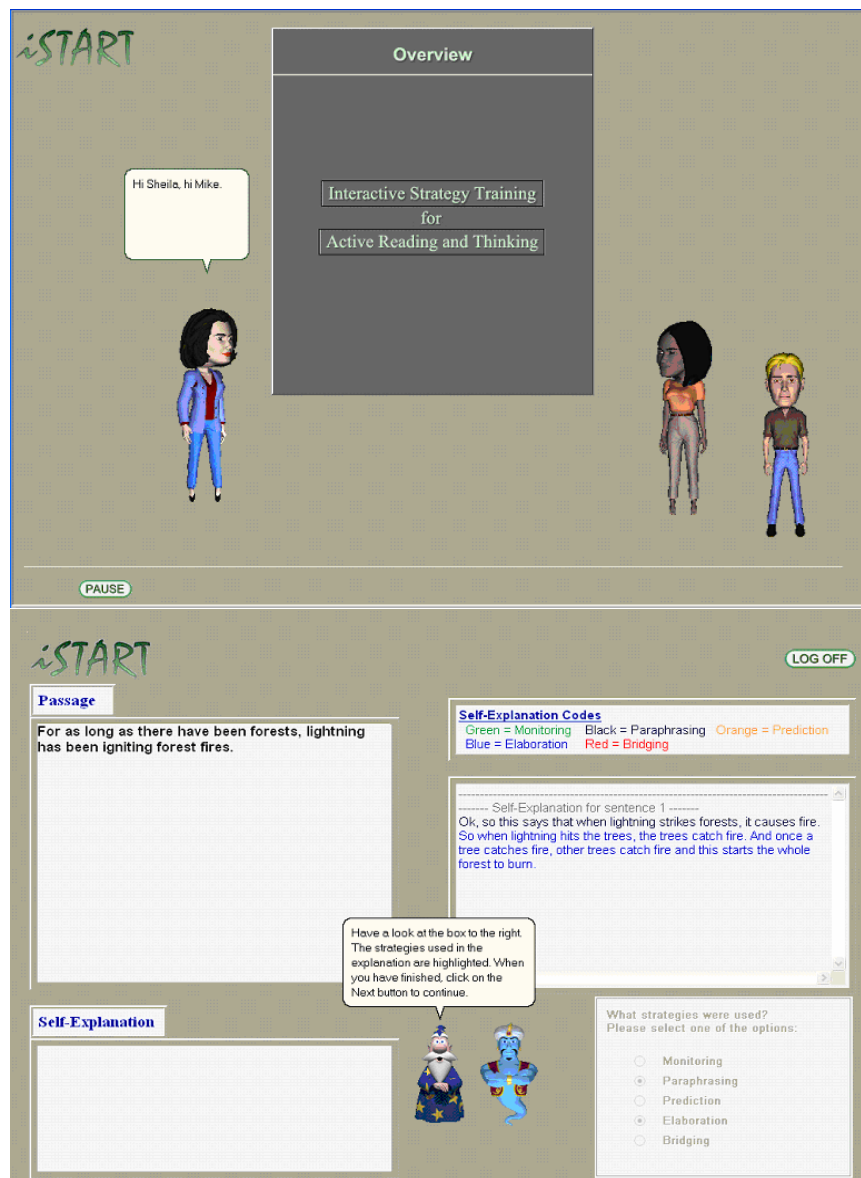 iSTART
Overview
Interactive Strategy Training
for
Active Reading and Thinking
Hi Sheila, hi Mike.
PAUSE
iSTART
LOG OFF
Passage
For as long as there have been forests, lightning
has been igniting forest fires.
Self-Explanation Codes
Green = Monitoring Black = Paraphrasing Orange = Prediction
Blue = Elaboration Red = Bridging
------- Self-Explanation for sentence 1 -------
Ok, so this says that when lightning strikes forests, it causes fire.
So when lightning hits the trees, the trees catch fire. And once a
tree catches fire, other trees catch fire and this starts the whole
forest to burn.
Have a look at the box to the right.
The strategies used in the
explanation are highlighted. When
you have finished, click on the
Next button to continue.
Self-Explanation
What strategies were used?
Please select one of the options:
Monitoring
Paraphrasing
Prediction
Elaboration
Bridging